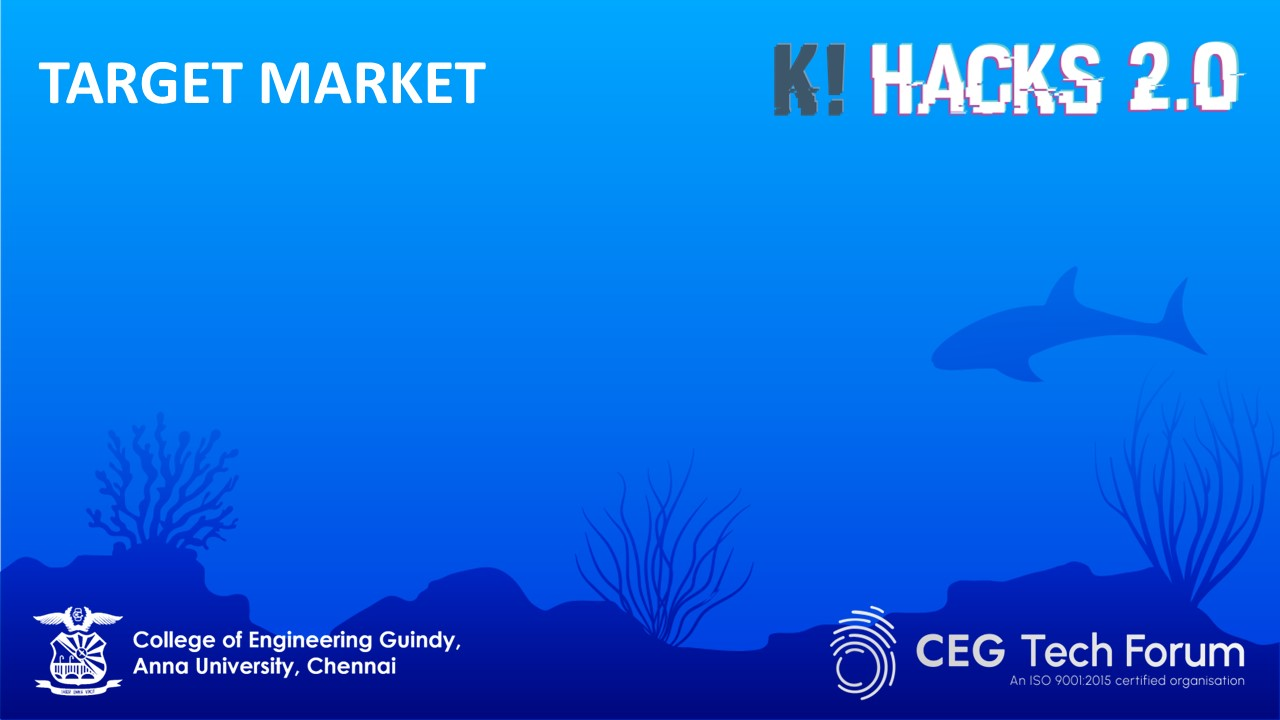 TARGET MARKET
K! HACKS 2.0
College of Engineering Guindy,
Anna University, Chennai
CEG Tech Forum
An ISO 9001:2015 certified organisation